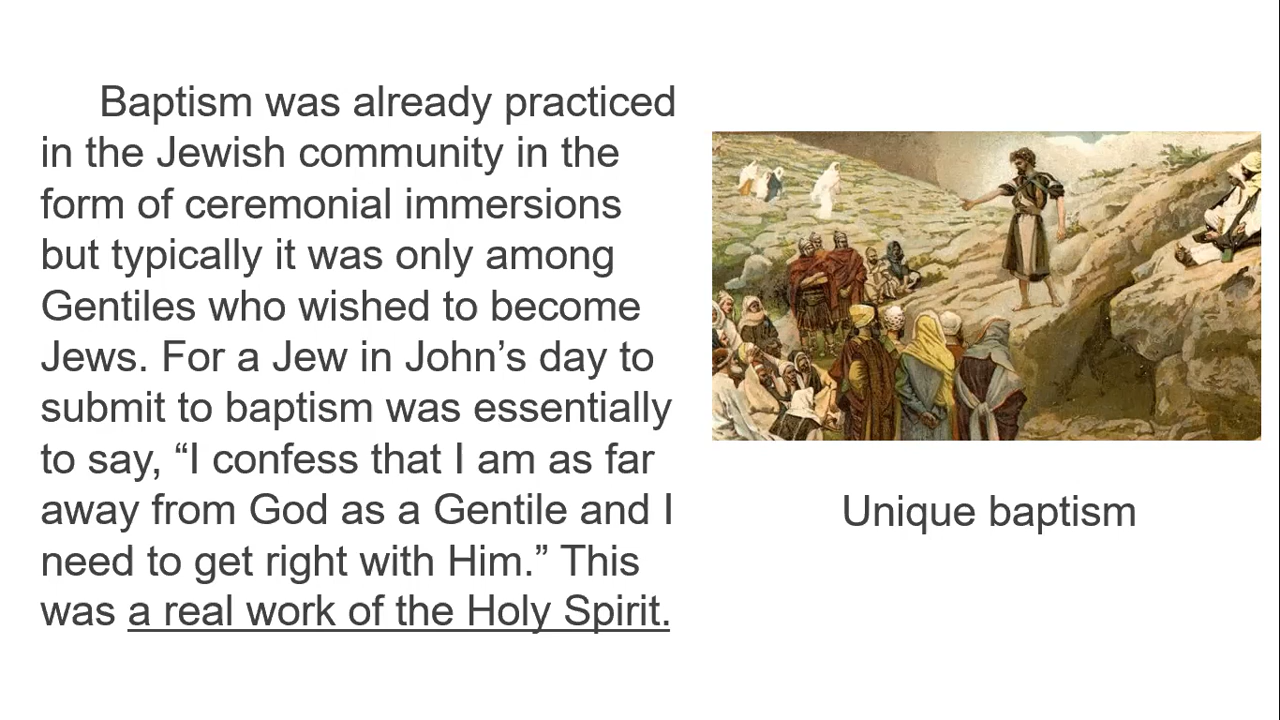 Baptism was already practiced
in the Jewish community in the
form of ceremonial immersions
but typically it was only among
Gentiles who wished to become
Jews. For a Jew in John’s day to
submit to baptism was essentially
to say, “I confess that I am as far
away from God as a Gentile and I
need to get right with Him.” This
was a real work of the Holy Spirit.
Unique baptism